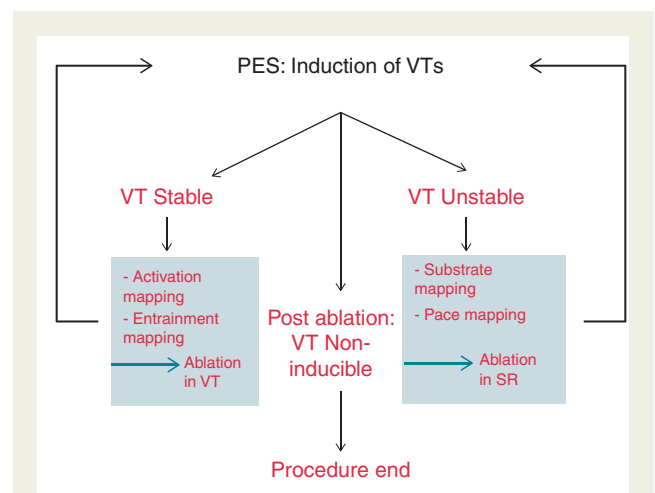 PES: Induction of VTs
VT Stable
VT Unstable
- Activation
mapping
- Entrainment
mapping
Ablation
in VT
Post ablation:
VT Non-
inducible
- Substrate
mapping
- Pace mapping
Ablation
in SR
Procedure end